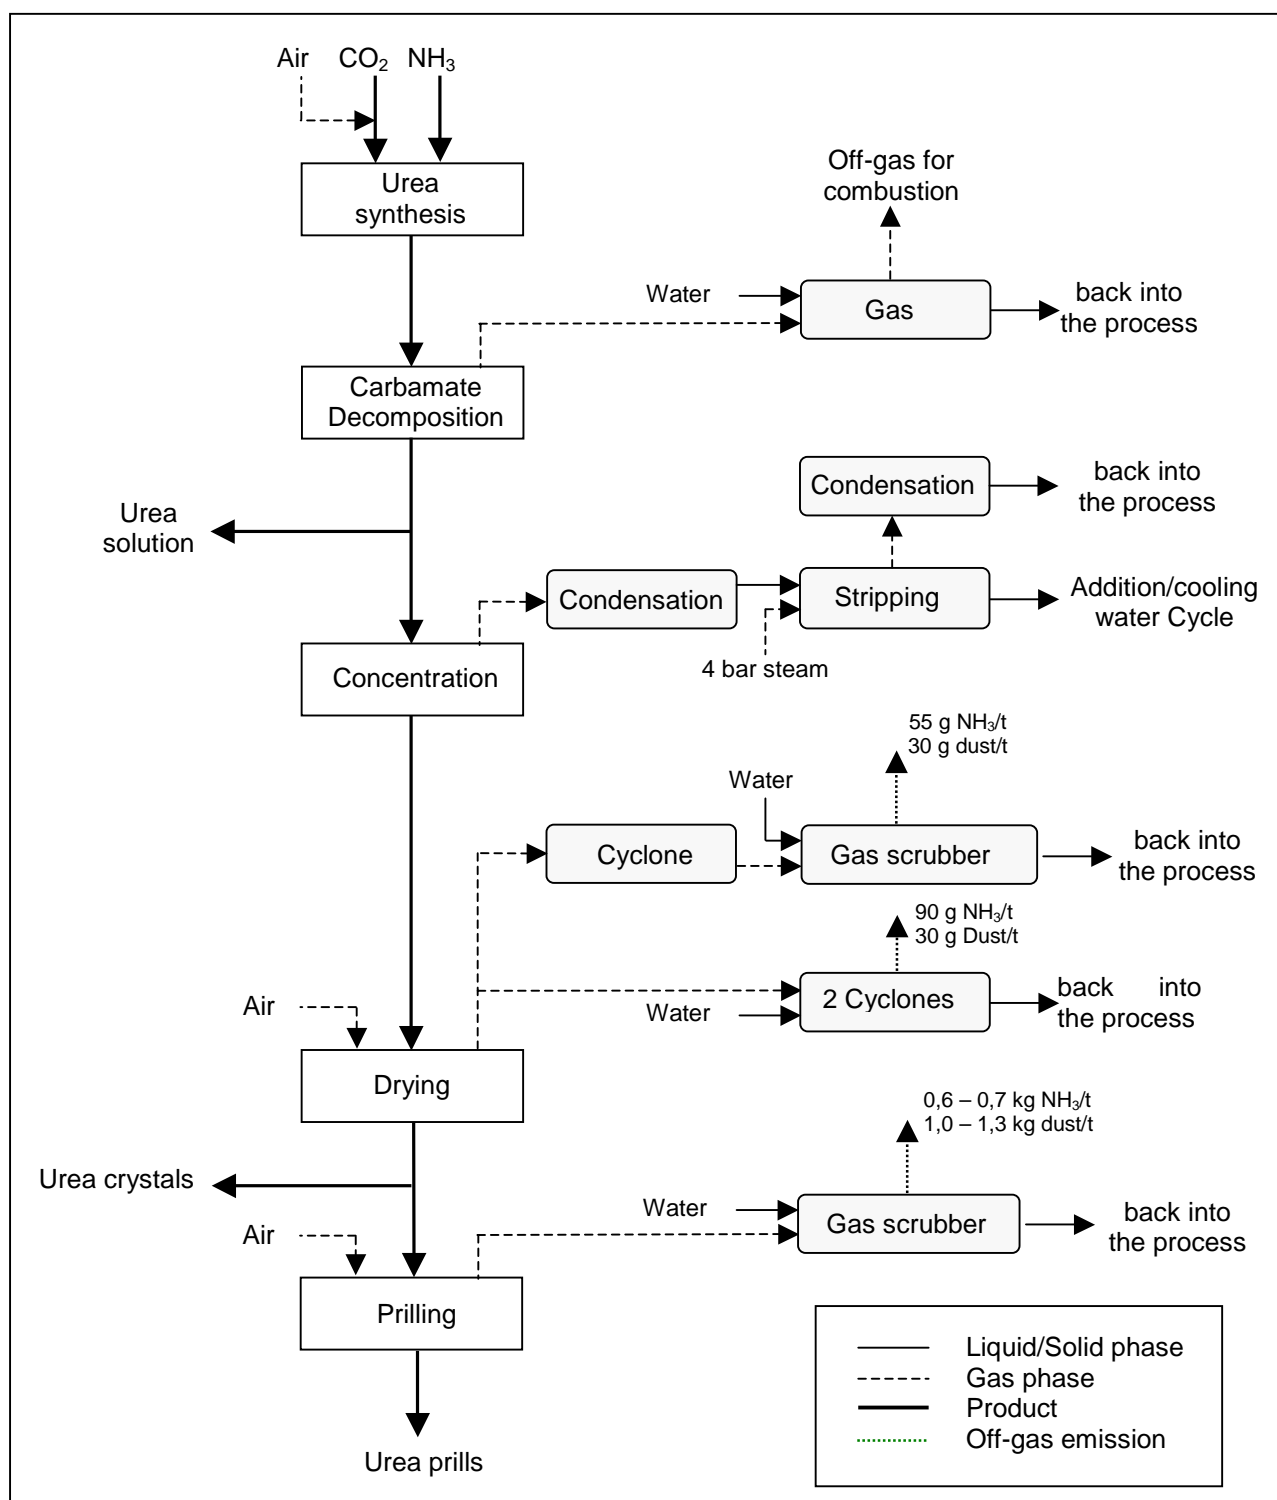 Air CO₂ NH₃
Urea
synthesis
Off-gas for
combustion
Water
Gas
back into
the process
Carbamate
Decomposition
Urea
solution
Condensation
back into
the process
Condensation
Stripping
Addition/cooling
water Cycle
4 bar steam
Concentration
55 g NH₃/t
30 g dust/t
Water
Cyclone
Gas scrubber
back into
the process
90 g NH₃/t
30 g Dust/t
Air
Water
2 Cyclones
back into
the process
Drying
0,6 – 0,7 kg NH₃/t
1,0 – 1,3 kg dust/t
Urea crystals
Water
Gas scrubber
back into
the process
Air
Prilling
Urea prills
Liquid/Solid phase
Gas phase
Product
Off-gas emission